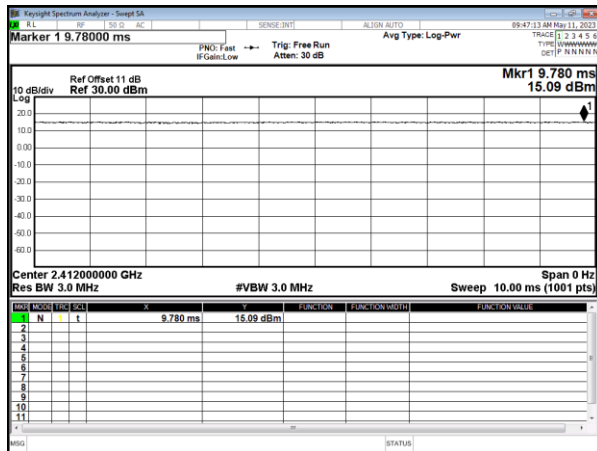 Keysight Spectrum Analyzer - Swept SA
RL RF 50 Ω AC SENSE:INT ALIGN AUTO 09:47:13 AM May 11, 2023
Marker 1 9.78000 ms
PNO: Fast
IFGain:Low
Trig: Free Run
Atten: 30 dB
Avg Type: Log-Pwr
TRACE 1 2 3 4 5 6
TYPE WWWWWW
DET P N N N N N
Mkr1 9.780 ms
15.09 dBm
Ref Offset 11 dB
10 dB/div Ref 30.00 dBm
Log
20.0
10.0
0.00
-10.0
-20.0
-30.0
-40.0
-50.0
-60.0
1
Center 2.412000000 GHz Span 0 Hz
Res BW 3.0 MHz #VBW 3.0 MHz Sweep 10.00 ms (1001 pts)
MKR MODE TRC SCL X Y FUNCTION FUNCTION WIDTH FUNCTION VALUE
1 N 1 t 9.780 ms 15.09 dBm
2
3
4
5
6
7
8
9
10
11
MSG STATUS